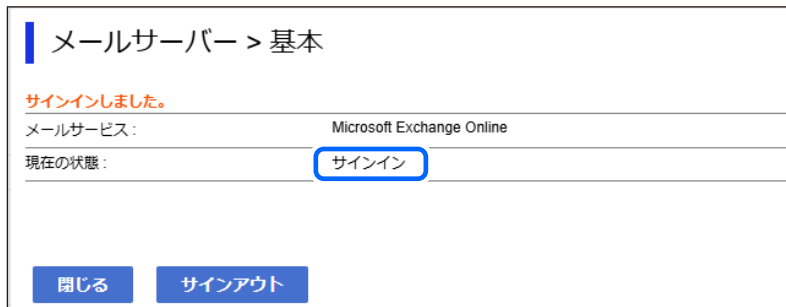 メールサーバー > 基本
サインインしました。
メールサービス : Microsoft Exchange Online
現在の状態 : サインイン
閉じる サインアウト